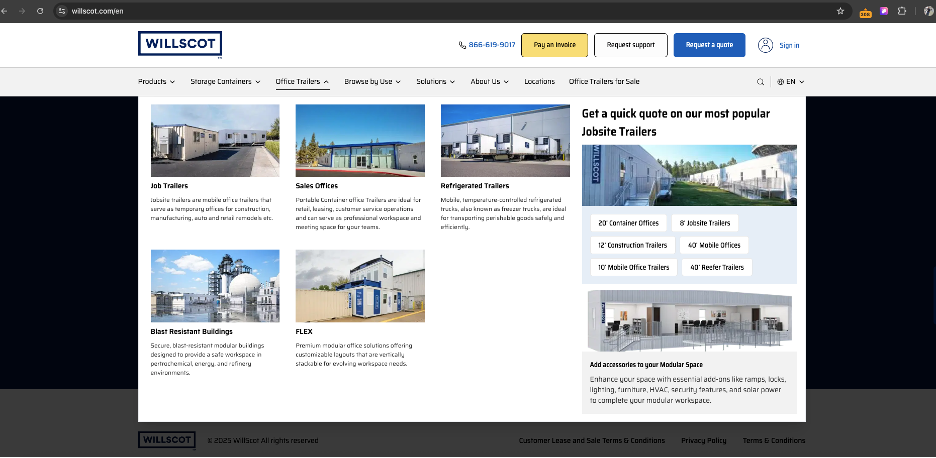 willscot.com/en
WILLSCOT
866-619-9017
Pay an Invoice
Request support
Request a quote
Sign in
Products
Storage Containers
Office Trailers
Browse by Use
Solutions
About Us
Locations
Office Trailers for Sale
EN
Job Trailers
Jobsite trailers are mobile office trailers that
serve as temporary offices for construction,
manufacturing, auto and retail remodels etc.
Sales Offices
Portable Container office Trailers are ideal for
retail, leasing, customer service operations
and can serve as professional workspace and
meeting space for your teams.
Refrigerated Trailers
Mobile, temperature-controlled refrigerated
trucks, also known as freezer trucks, are ideal
for transporting perishable goods safely and
efficiently.
Blast Resistant Buildings
Secure, blast-resistant modular buildings
designed to provide a safe workspace in
pertrochemical, energy, and refinery
environments.
FLEX
Premium modular office solutions offering
customizable layouts that are vertically
stackable for evolving workspace needs.
Get a quick quote on our most popular
Jobsite Trailers
WILLSCOT
20' Container Offices
8' Jobsite Trailers
12' Construction Trailers
40' Mobile Offices
10' Mobile Office Trailers
40' Reefer Trailers
Add accessories to your Modular Space
Enhance your space with essential add-ons like ramps, locks,
lighting, furniture, HVAC, security features, and solar power
to complete your modular workspace.
WILLSCOT
© 2025 WillScot All rights reserved
Customer Lease and Sale Terms & Conditions
Privacy Policy
Terms & Conditions